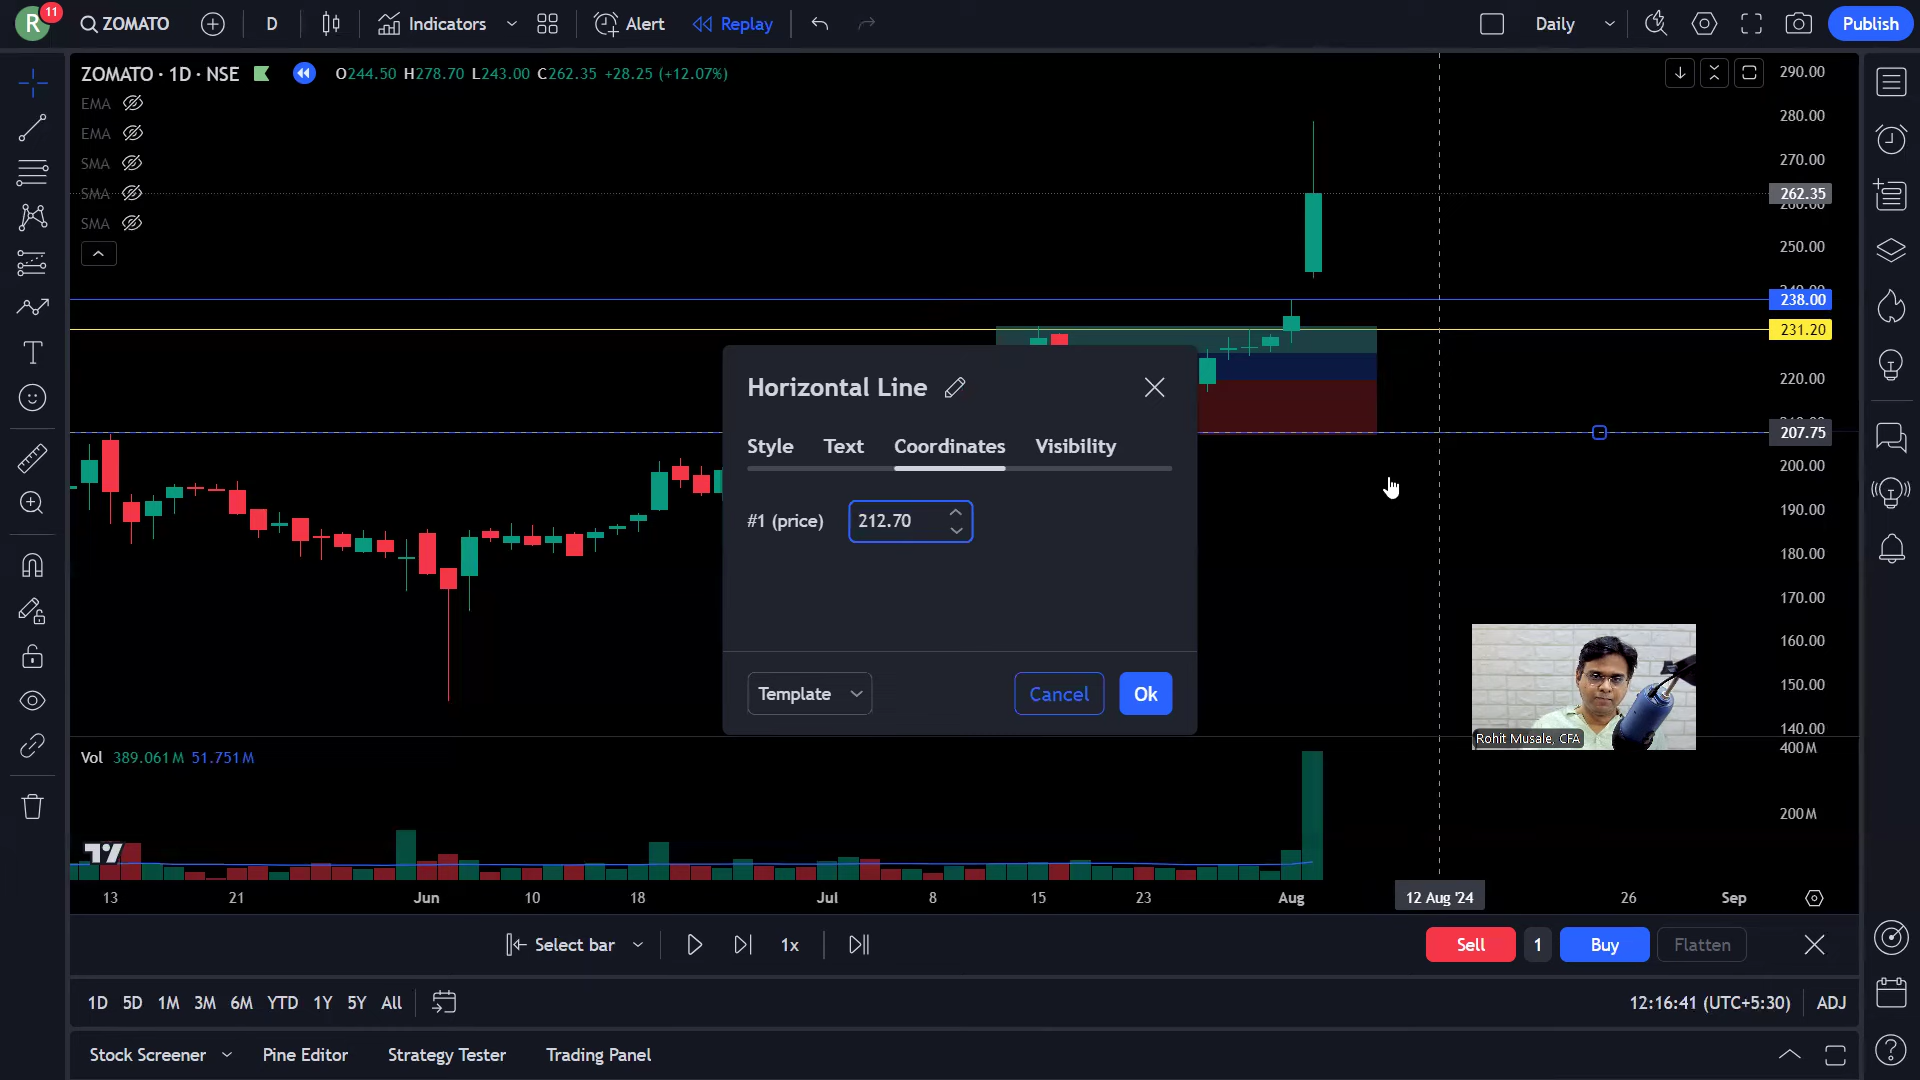 R
11
ZOMATO
D
Indicators
Alert
Replay
Daily
Publish
ZOMATO · 1D · NSE
O244.50 H278.70 L243.00 C262.35 +28.25 (+12.07%)
EMA
EMA
SMA
SMA
SMA
290.00
280.00
270.00
262.35
250.00
238.00
231.20
220.00
207.75
200.00
190.00
180.00
170.00
160.00
150.00
140.00
Horizontal Line
Style
Text
Coordinates
Visibility
#1 (price)
212.70
Template
Cancel
Ok
Rohit Musale, CFA
Vol 389.061M 51.751M
400M
200M
13 21 Jun 10 18 Jul 8 15 23 Aug 12 Aug '24 26 Sep
Select bar
1x
Sell
1
Buy
Flatten
1D 5D 1M 3M 6M YTD 1Y 5Y All
12:16:41 (UTC+5:30)
ADJ
Stock Screener
Pine Editor
Strategy Tester
Trading Panel